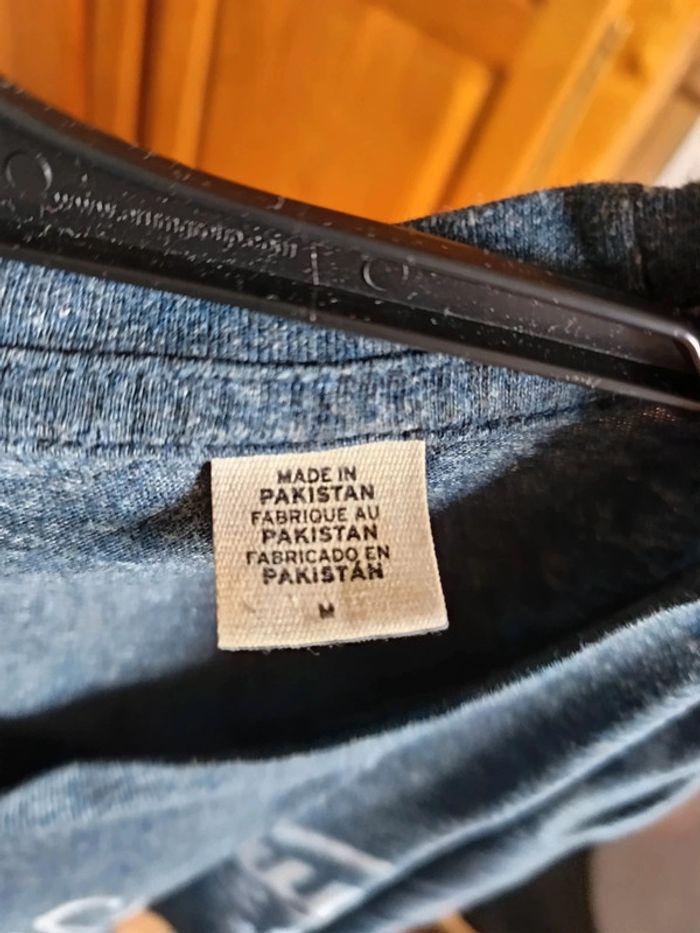 MADE IN
PAKISTAN
FABRIQUE AU
PAKISTAN
FABRICADO EN
PAKISTÁN
M